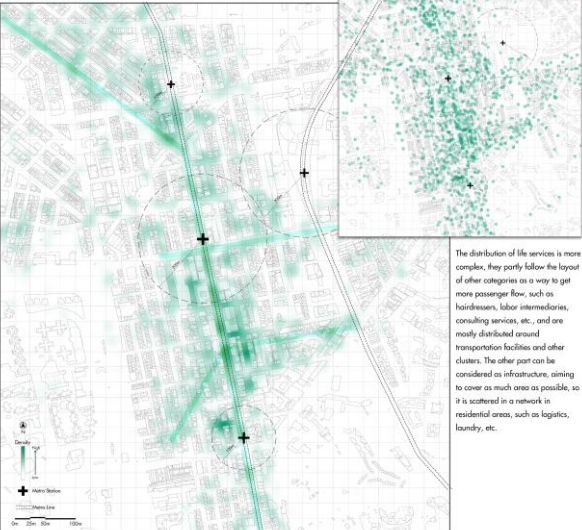 The distribution of life services is more
complex, they partly follow the layout
of other categories as a way to get
more passenger flow, such as
hairdressers, labor intermediaries,
consulting services, etc., and are
mostly distributed around
transportation facilities and other
clusters. The other part can be
considered as infrastructure, aiming
to cover as much area as possible, so
it is scattered in a network in
residential areas, such as logistics,
laundry, etc.
Density
High
Low
Metro Station
Metro Line
0m 25m 50m 100m